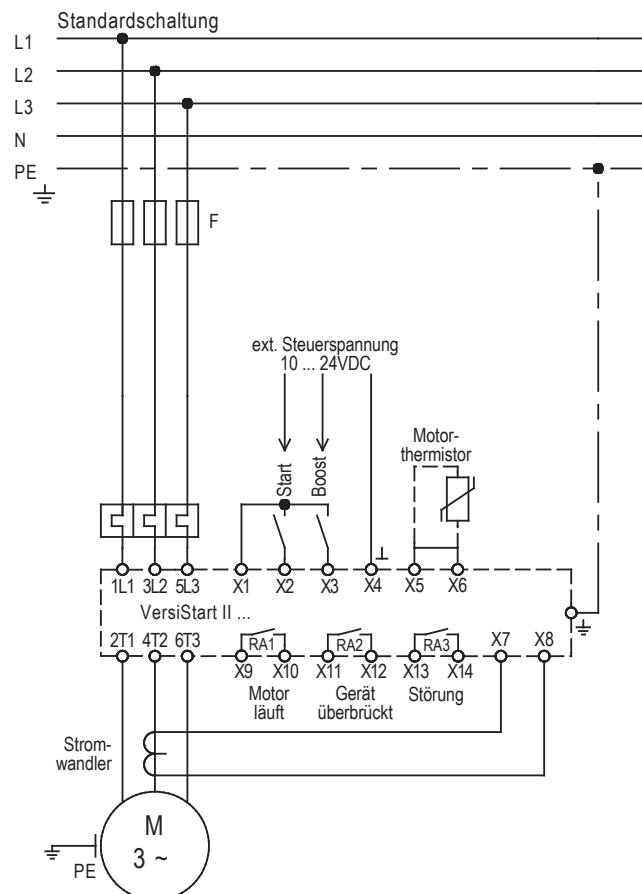 Standardschaltung
L1
L2
L3
N
PE
F
ext. Steuerspannung
10 ... 24VDC
Start
Boost
Motor-
thermistor
1L1 3L2 5L3 X1 X2 X3 X4 X5 X6
VersiStart II ...
2T1 4T2 6T3 RA1 RA2 RA3 X7 X8
X9 X10 X11 X12 X13 X14
Motor
läuft
Gerät
überbrückt
Störung
Strom-
wandler
M
3 ~
PE